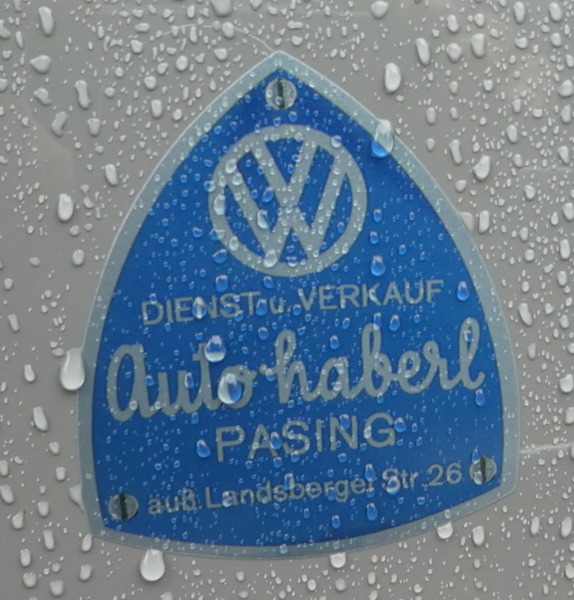 VW
DIENST u. VERKAUF
Auto-haberl
PASING
äuß. Landsberger Str. 26